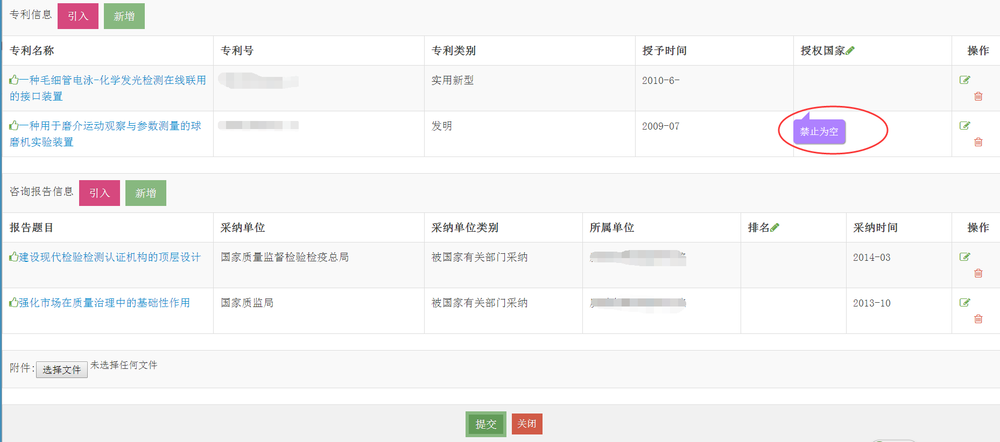 专利信息 引入 新增
专利名称 专利号 专利类别 授予时间 授权国家 操作
一种毛细管电泳-化学发光检测在线联用 实用新型 2010-6-
的接口装置
一种用于磨介运动观察与参数测量的球 发明 2009-07 禁止为空
磨机实验装置
咨询报告信息 引入 新增
报告题目 采纳单位 采纳单位类别 所属单位 排名 采纳时间 操作
建设现代检验检测认证机构的顶层设计 国家质量监督检验检疫总局 被国家有关部门采纳 2014-03
强化市场在质量治理中的基础性作用 国家质监局 被国家有关部门采纳 2013-10
附件: 选择文件 未选择任何文件
提交 关闭